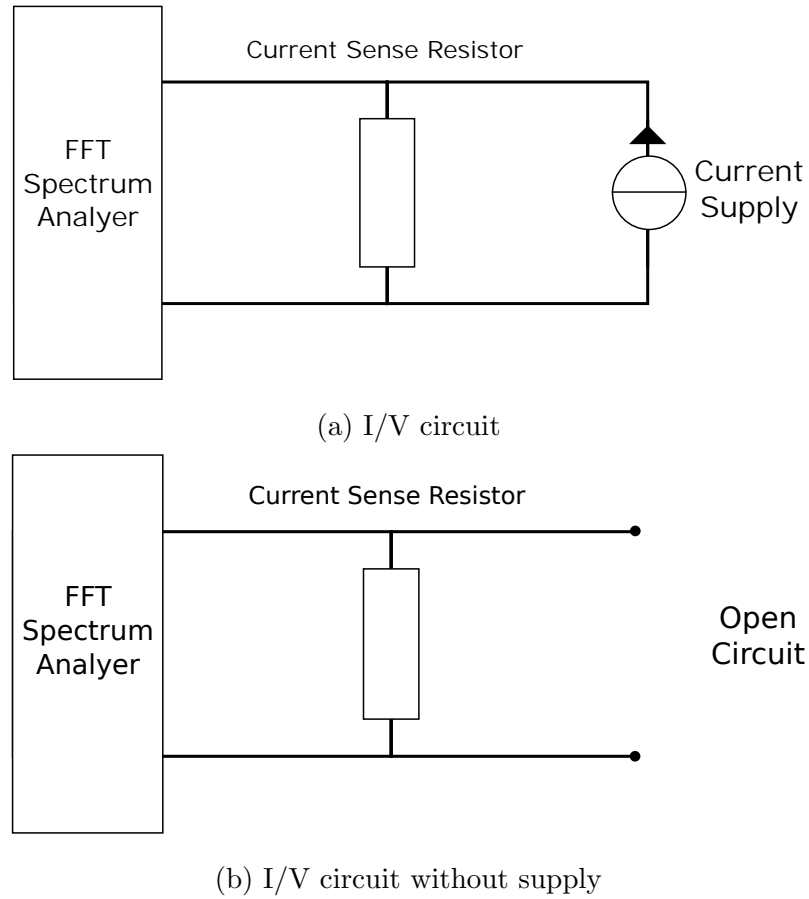 Current Sense Resistor
FFT
Spectrum
Analyer
Current
Supply
(a) I/V circuit
Current Sense Resistor
FFT
Spectrum
Analyer
Open
Circuit
(b) I/V circuit without supply